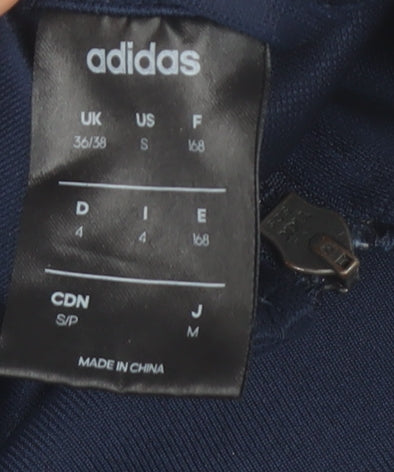 adidas
UK US F
36/38 S 168
D I E
4 4 168
CDN J
S/P M
MADE IN CHINA